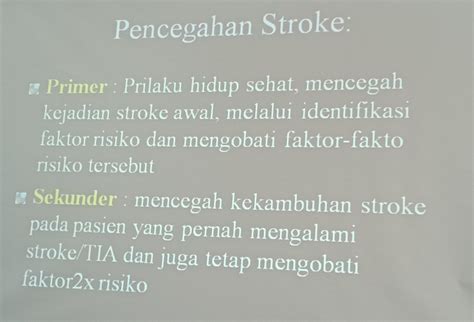 Pencegahan Stroke:
Primer : Prilaku hidup sehat, mencegah
kejadian stroke awal, melalui identifikasi
faktor risiko dan mengobati faktor-fakto
risiko tersebut
Sekunder : mencegah kekambuhan stroke
pada pasien yang pernah mengalami
stroke/TIA dan juga tetap mengobati
faktor2x risiko